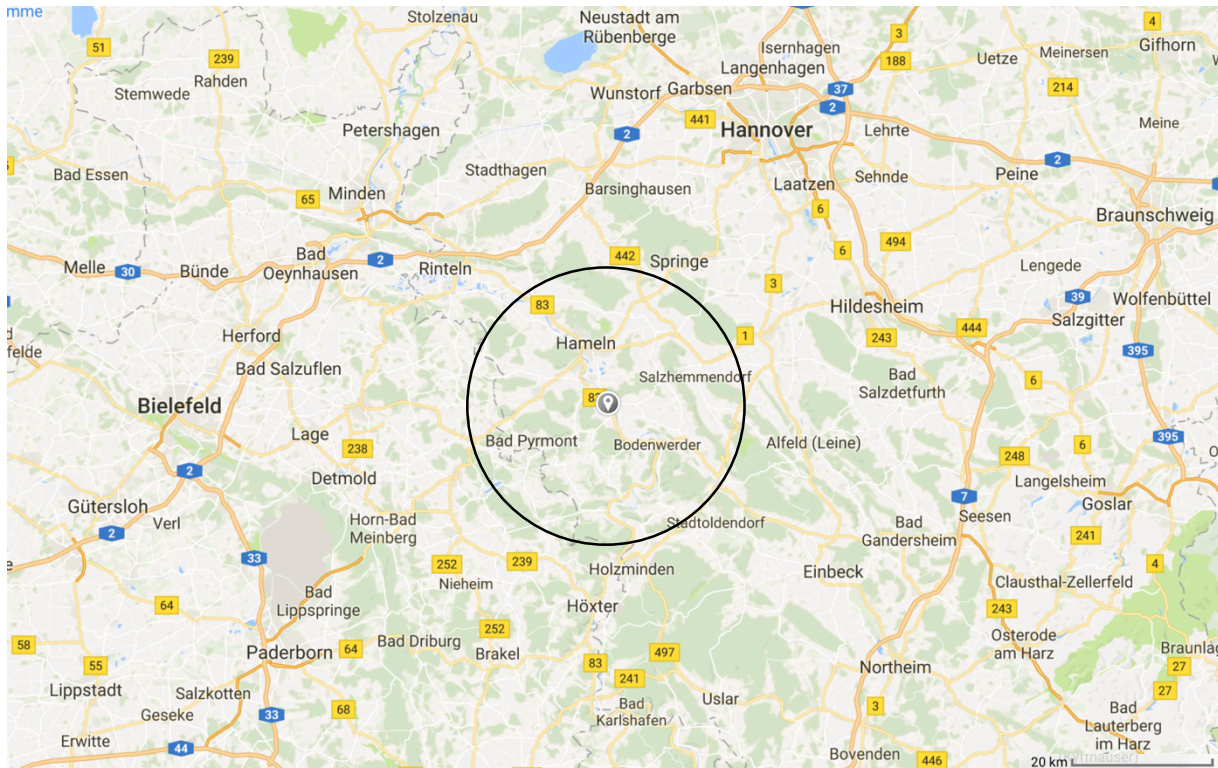 mme
Stolzenau
Neustadt am
Rübenberge
3
4
51
239
Isernhagen
Gifhorn
Rahden
Langenhagen
188
Uetze
Meinersen
Stemwede
Wunstorf
Garbsen
37
214
2
441
Petershagen
2
Hannover
Lehrte
Meine
Bad Essen
Stadthagen
2
Peine
65
Minden
Barsinghausen
Laatzen
Sehnde
6
Braunschweig
Bad
Oeynhausen
2
442
6
494
Melle
30
Bünde
Rinteln
Springe
Lengede
3
39
Wolfenbüttel
83
Hildesheim
Salzgitter
Herford
Hameln
1
243
444
395
felde
Bad Salzuflen
Salzhemmendorf
Bad
Salzdetfurth
6
Bielefeld
Lage
238
Bad Pyrmont
Bodenwerder
Alfeld (Leine)
6
395
2
Detmold
248
Langelsheim
Gütersloh
Verl
2
Horn-Bad
Meinberg
Stadtoldendorf
7
Seesen
Goslar
Bad
Gandersheim
241
33
252
239
Holzminden
Einbeck
4
Nieheim
Clausthal-Zellerfeld
64
Bad
Lippspringe
Höxter
243
58
Paderborn
64
Bad Driburg
252
Brakel
Osterode
am Harz
55
83
497
Northeim
27
Lippstadt
Salzkotten
241
Uslar
27
Geseke
33
68
Bad
Karlshafen
3
Bad
Lauterberg
im Harz
Erwitte
44
Bovenden
446
20 km